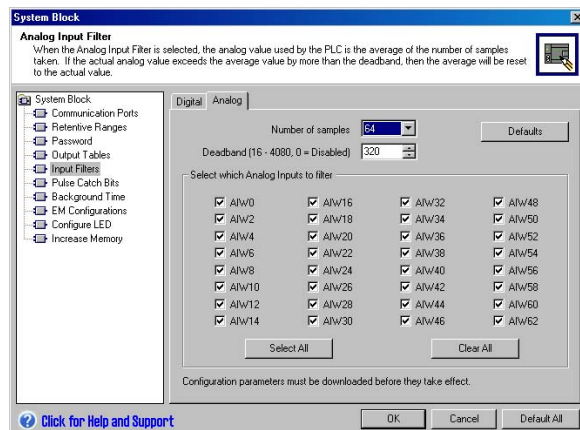 System Block
Analog Input Filter
When the Analog Input Filter is selected, the analog value used by the PLC is the average of the number of samples
taken. If the actual analog value exceeds the average value by more than the deadband, then the average will be reset
to the actual value.
System Block
Communication Ports
Retentive Ranges
Password
Output Tables
Input Filters
Pulse Catch Bits
Background Time
EM Configurations
Configure LED
Increase Memory
Digital Analog
Number of samples 64 Defaults
Deadband (16 - 4080, 0 = Disabled) 320
Select which Analog Inputs to filter
AIW0 AIW16 AIW32 AIW48
AIW2 AIW18 AIW34 AIW50
AIW4 AIW20 AIW36 AIW52
AIW6 AIW22 AIW38 AIW54
AIW8 AIW24 AIW40 AIW56
AIW10 AIW26 AIW42 AIW58
AIW12 AIW28 AIW44 AIW60
AIW14 AIW30 AIW46 AIW62
Select All Clear All
Configuration parameters must be downloaded before they take effect.
Click for Help and Support OK Cancel Default All